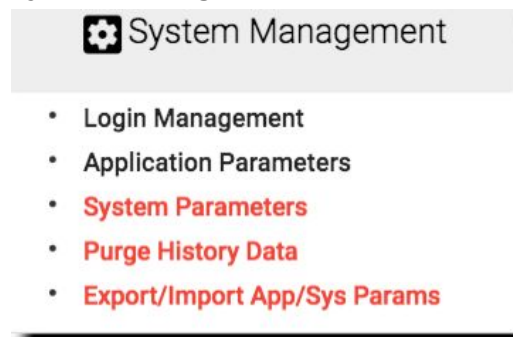 System Management
• Login Management
• Application Parameters
• System Parameters
• Purge History Data
• Export/Import App/Sys Params